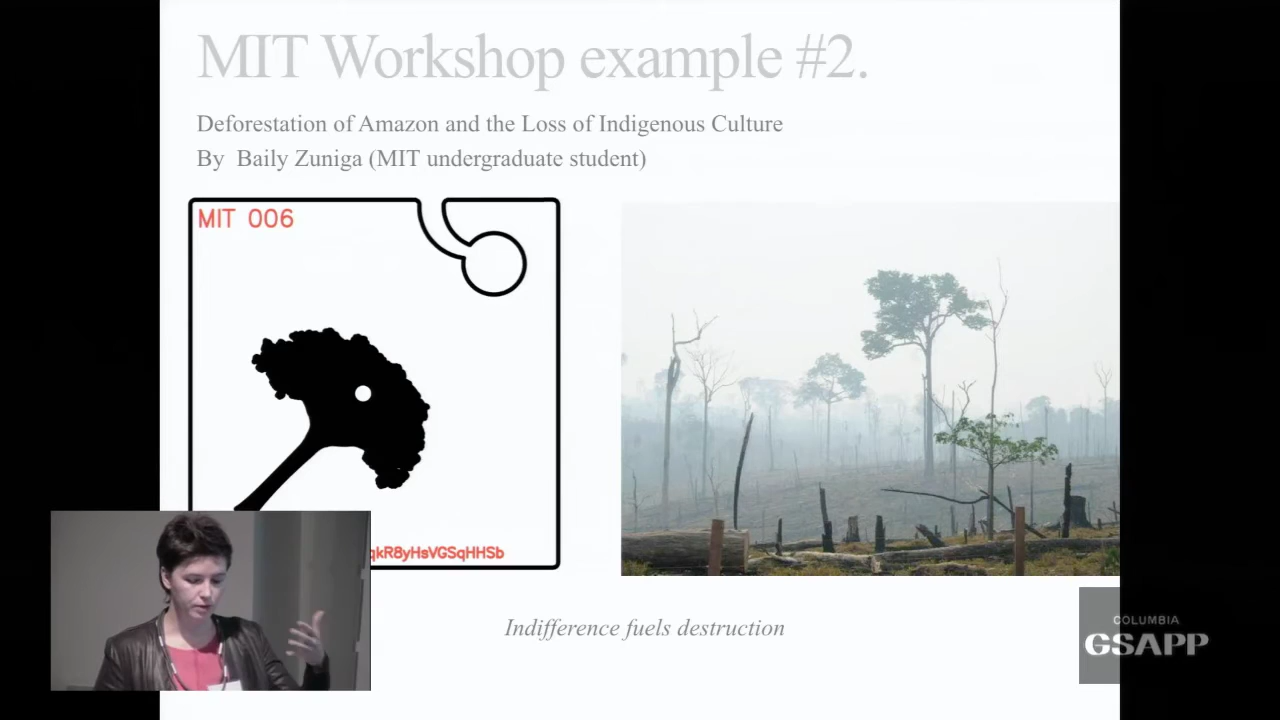 MIT Workshop example #2.
Deforestation of Amazon and the Loss of Indigenous Culture
By Baily Zuniga (MIT undergraduate student)
MIT 006
qkR8yHsVGSqHHSb
Indifference fuels destruction
COLUMBIA
GSAPP